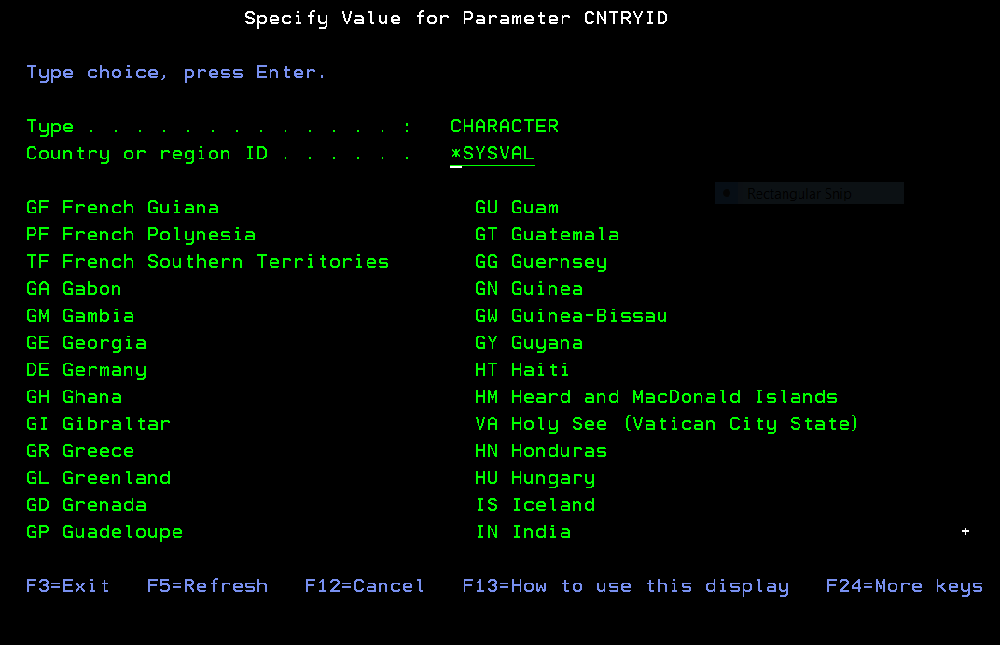 Specify Value for Parameter CNTRYID
Type choice, press Enter.
Type . . . . . . . . . . . . . : CHARACTER
Country or region ID . . . . . . *SYSVAL
Rectangular Snip
GF French Guiana GU Guam
PF French Polynesia GT Guatemala
TF French Southern Territories GG Guernsey
GA Gabon GN Guinea
GM Gambia GW Guinea-Bissau
GE Georgia GY Guyana
DE Germany HT Haiti
GH Ghana HM Heard and MacDonald Islands
GI Gibraltar VA Holy See (Vatican City State)
GR Greece HN Honduras
GL Greenland HU Hungary
GD Grenada IS Iceland
GP Guadeloupe IN India +
F3=Exit F5=Refresh F12=Cancel F13=How to use this display F24=More keys